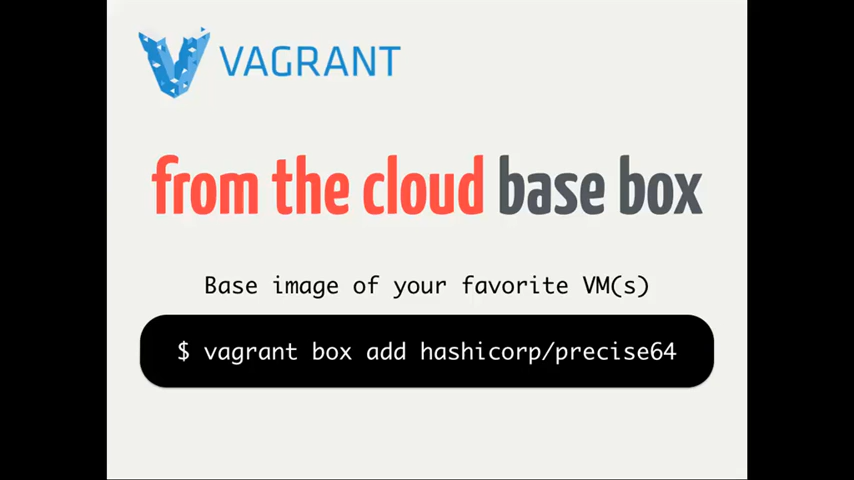 VAGRANT
from the cloud base box
Base image of your favorite VM(s)
$ vagrant box add hashicorp/precise64